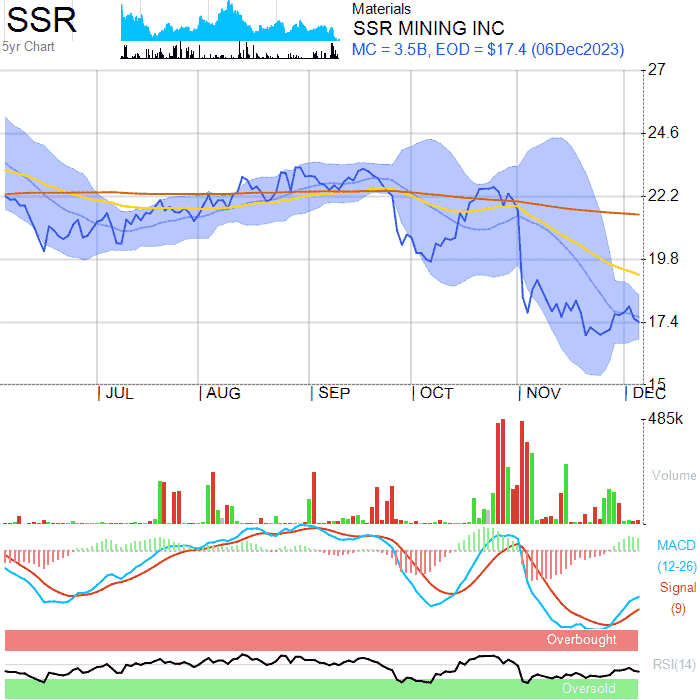 SSR
5yr Chart
Materials
SSR MINING INC
MC = 3.5B, EOD = $17.4 (06Dec2023)
27
24.6
22.2
19.8
17.4
15
JUL
AUG
SEP
OCT
NOV
DEC
485k
Volume
MACD
(12-26)
Signal
(9)
Overbought
RSI(14)
Oversold